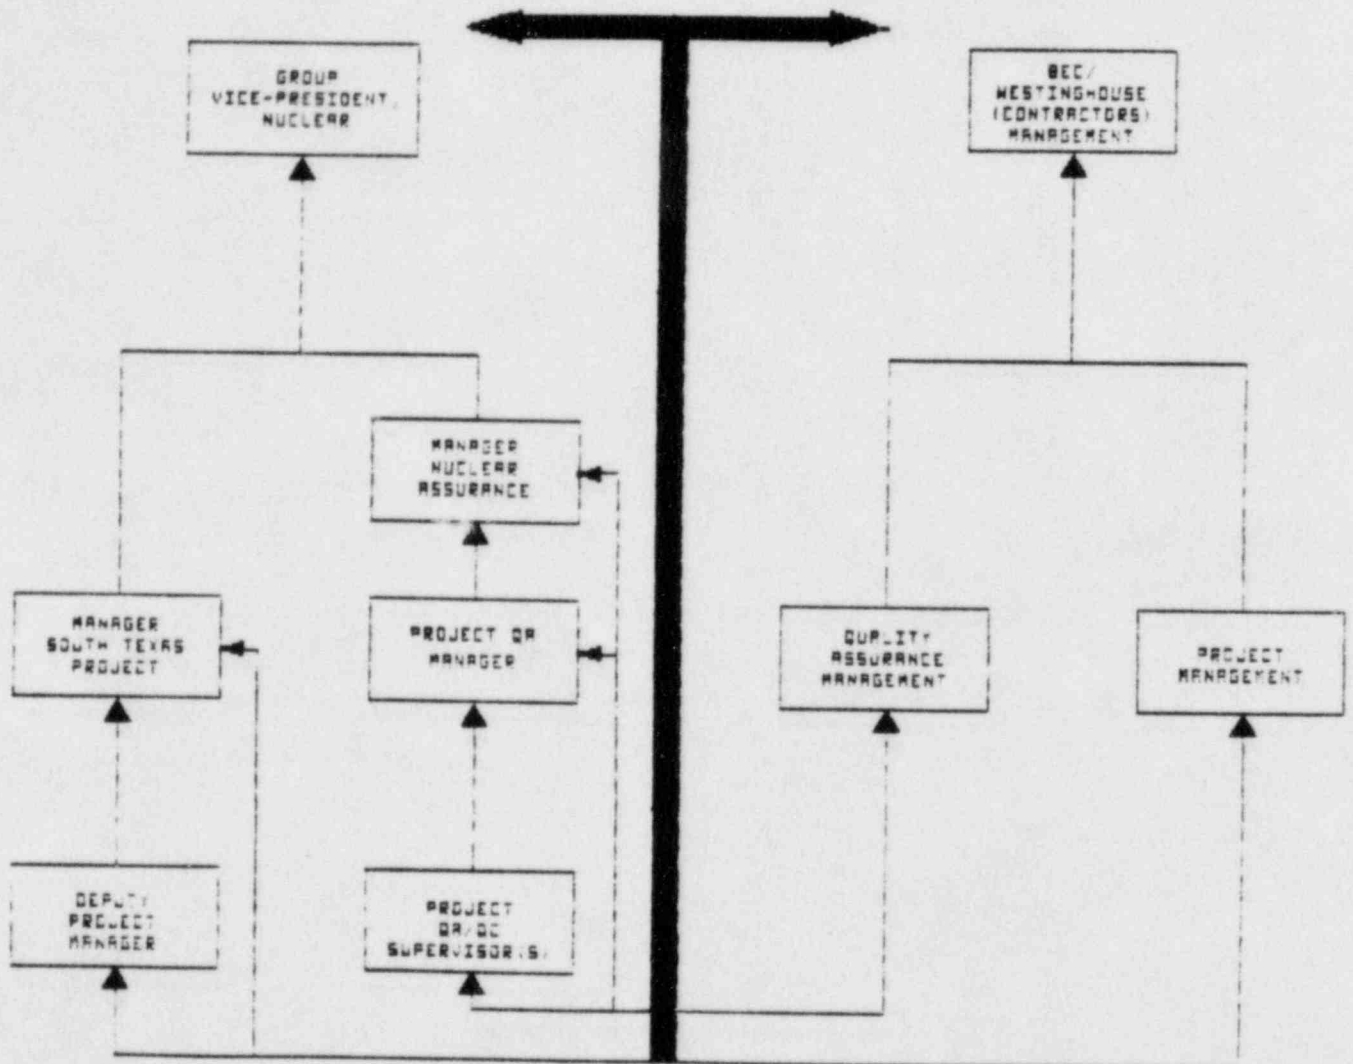 GROUP
VICE-PRESIDENT,
NUCLEAR
BEC/
WESTINGHOUSE
(CONTRACTORS)
MANAGEMENT
MANAGER
NUCLEAR
ASSURANCE
MANAGER
SOUTH TEXAS
PROJECT
PROJECT QA
MANAGER
QUALITY
ASSURANCE
MANAGEMENT
PROJECT
MANAGEMENT
DEPUTY
PROJECT
MANAGER
PROJECT
QA/QC
SUPERVISOR(S)